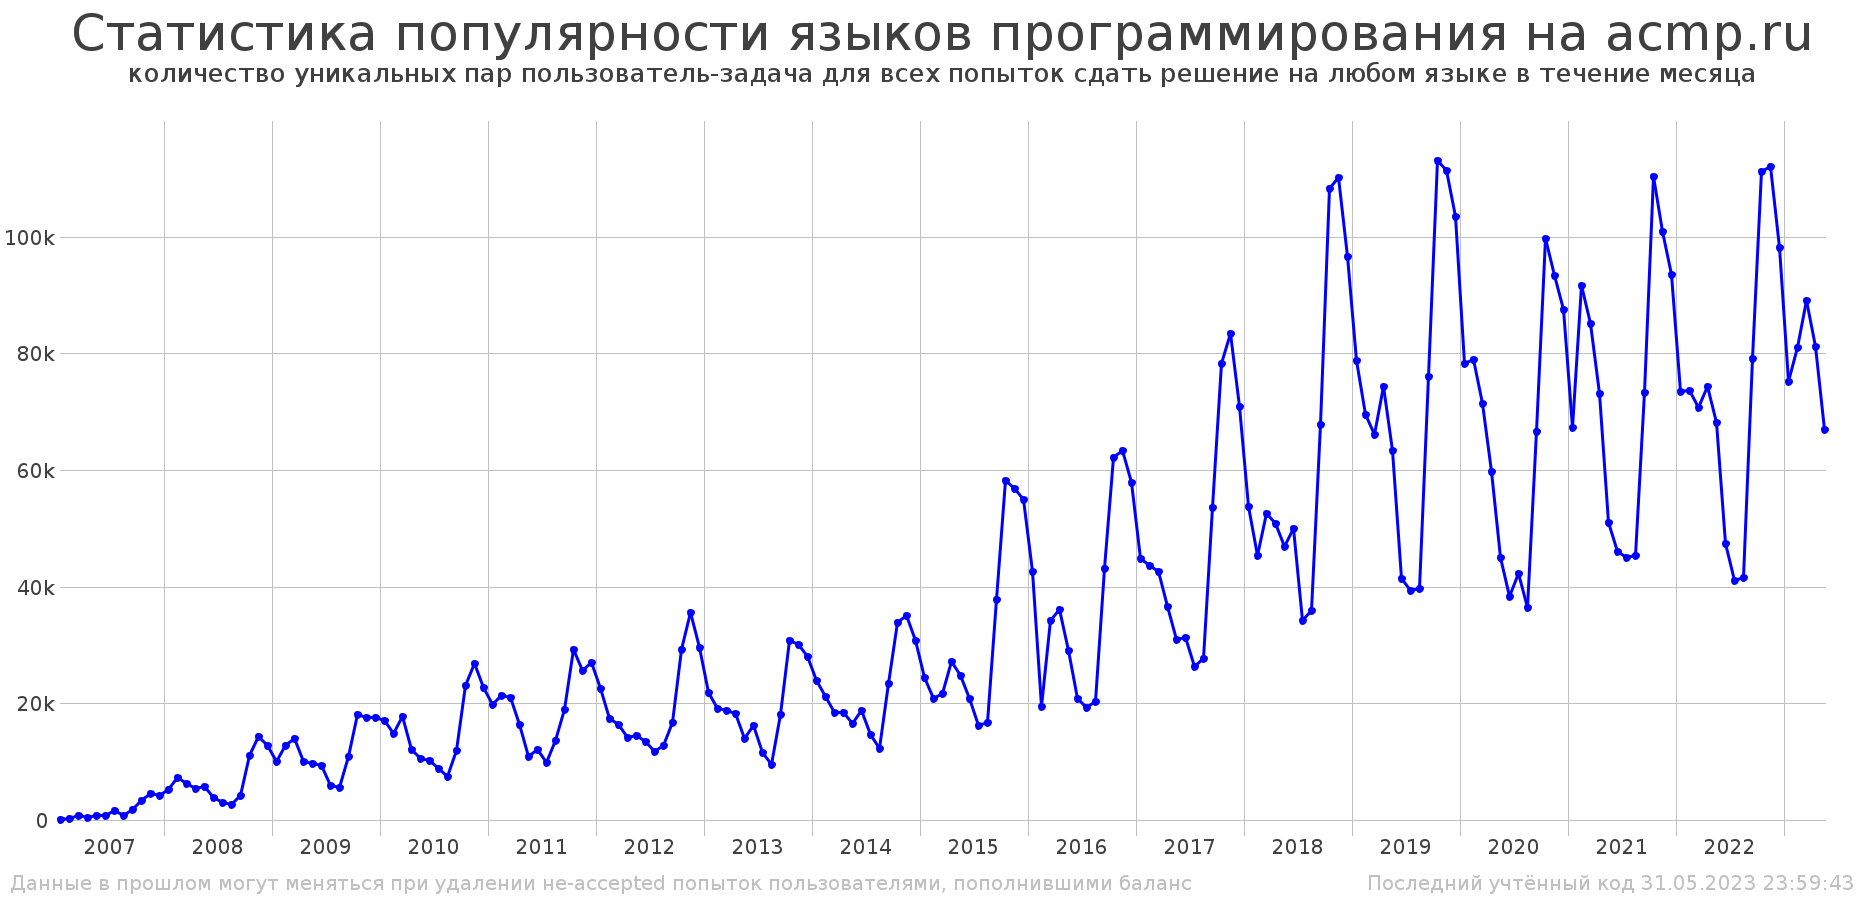 Статистика популярности языков программирования на acmp.ru
количество уникальных пар пользователь-задача для всех попыток сдать решение на любом языке в течение месяца
100k
80k
60k
40k
20k
0
2007 2008 2009 2010 2011 2012 2013 2014 2015 2016 2017 2018 2019 2020 2021 2022
Данные в прошлом могут меняться при удалении не-accepted попыток пользователями, пополнившими баланс
Последний учтённый код 31.05.2023 23:59:43